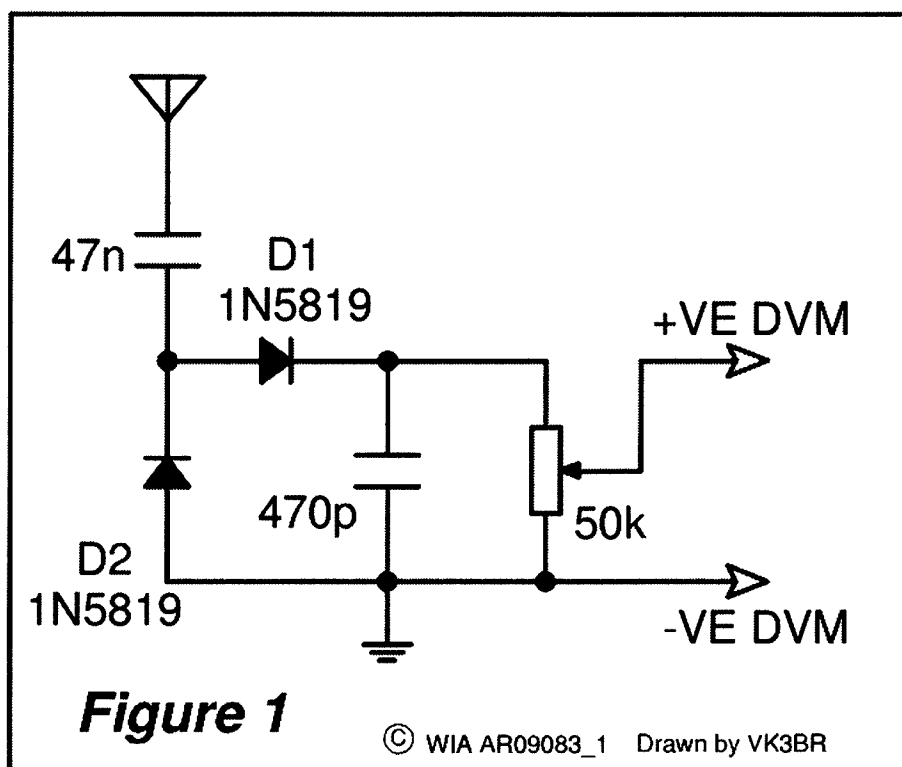 47n
D1
1N5819
+VE DVM
470p
50k
D2
1N5819
-VE DVM
Figure 1
© WIA AR09083_1 Drawn by VK3BR